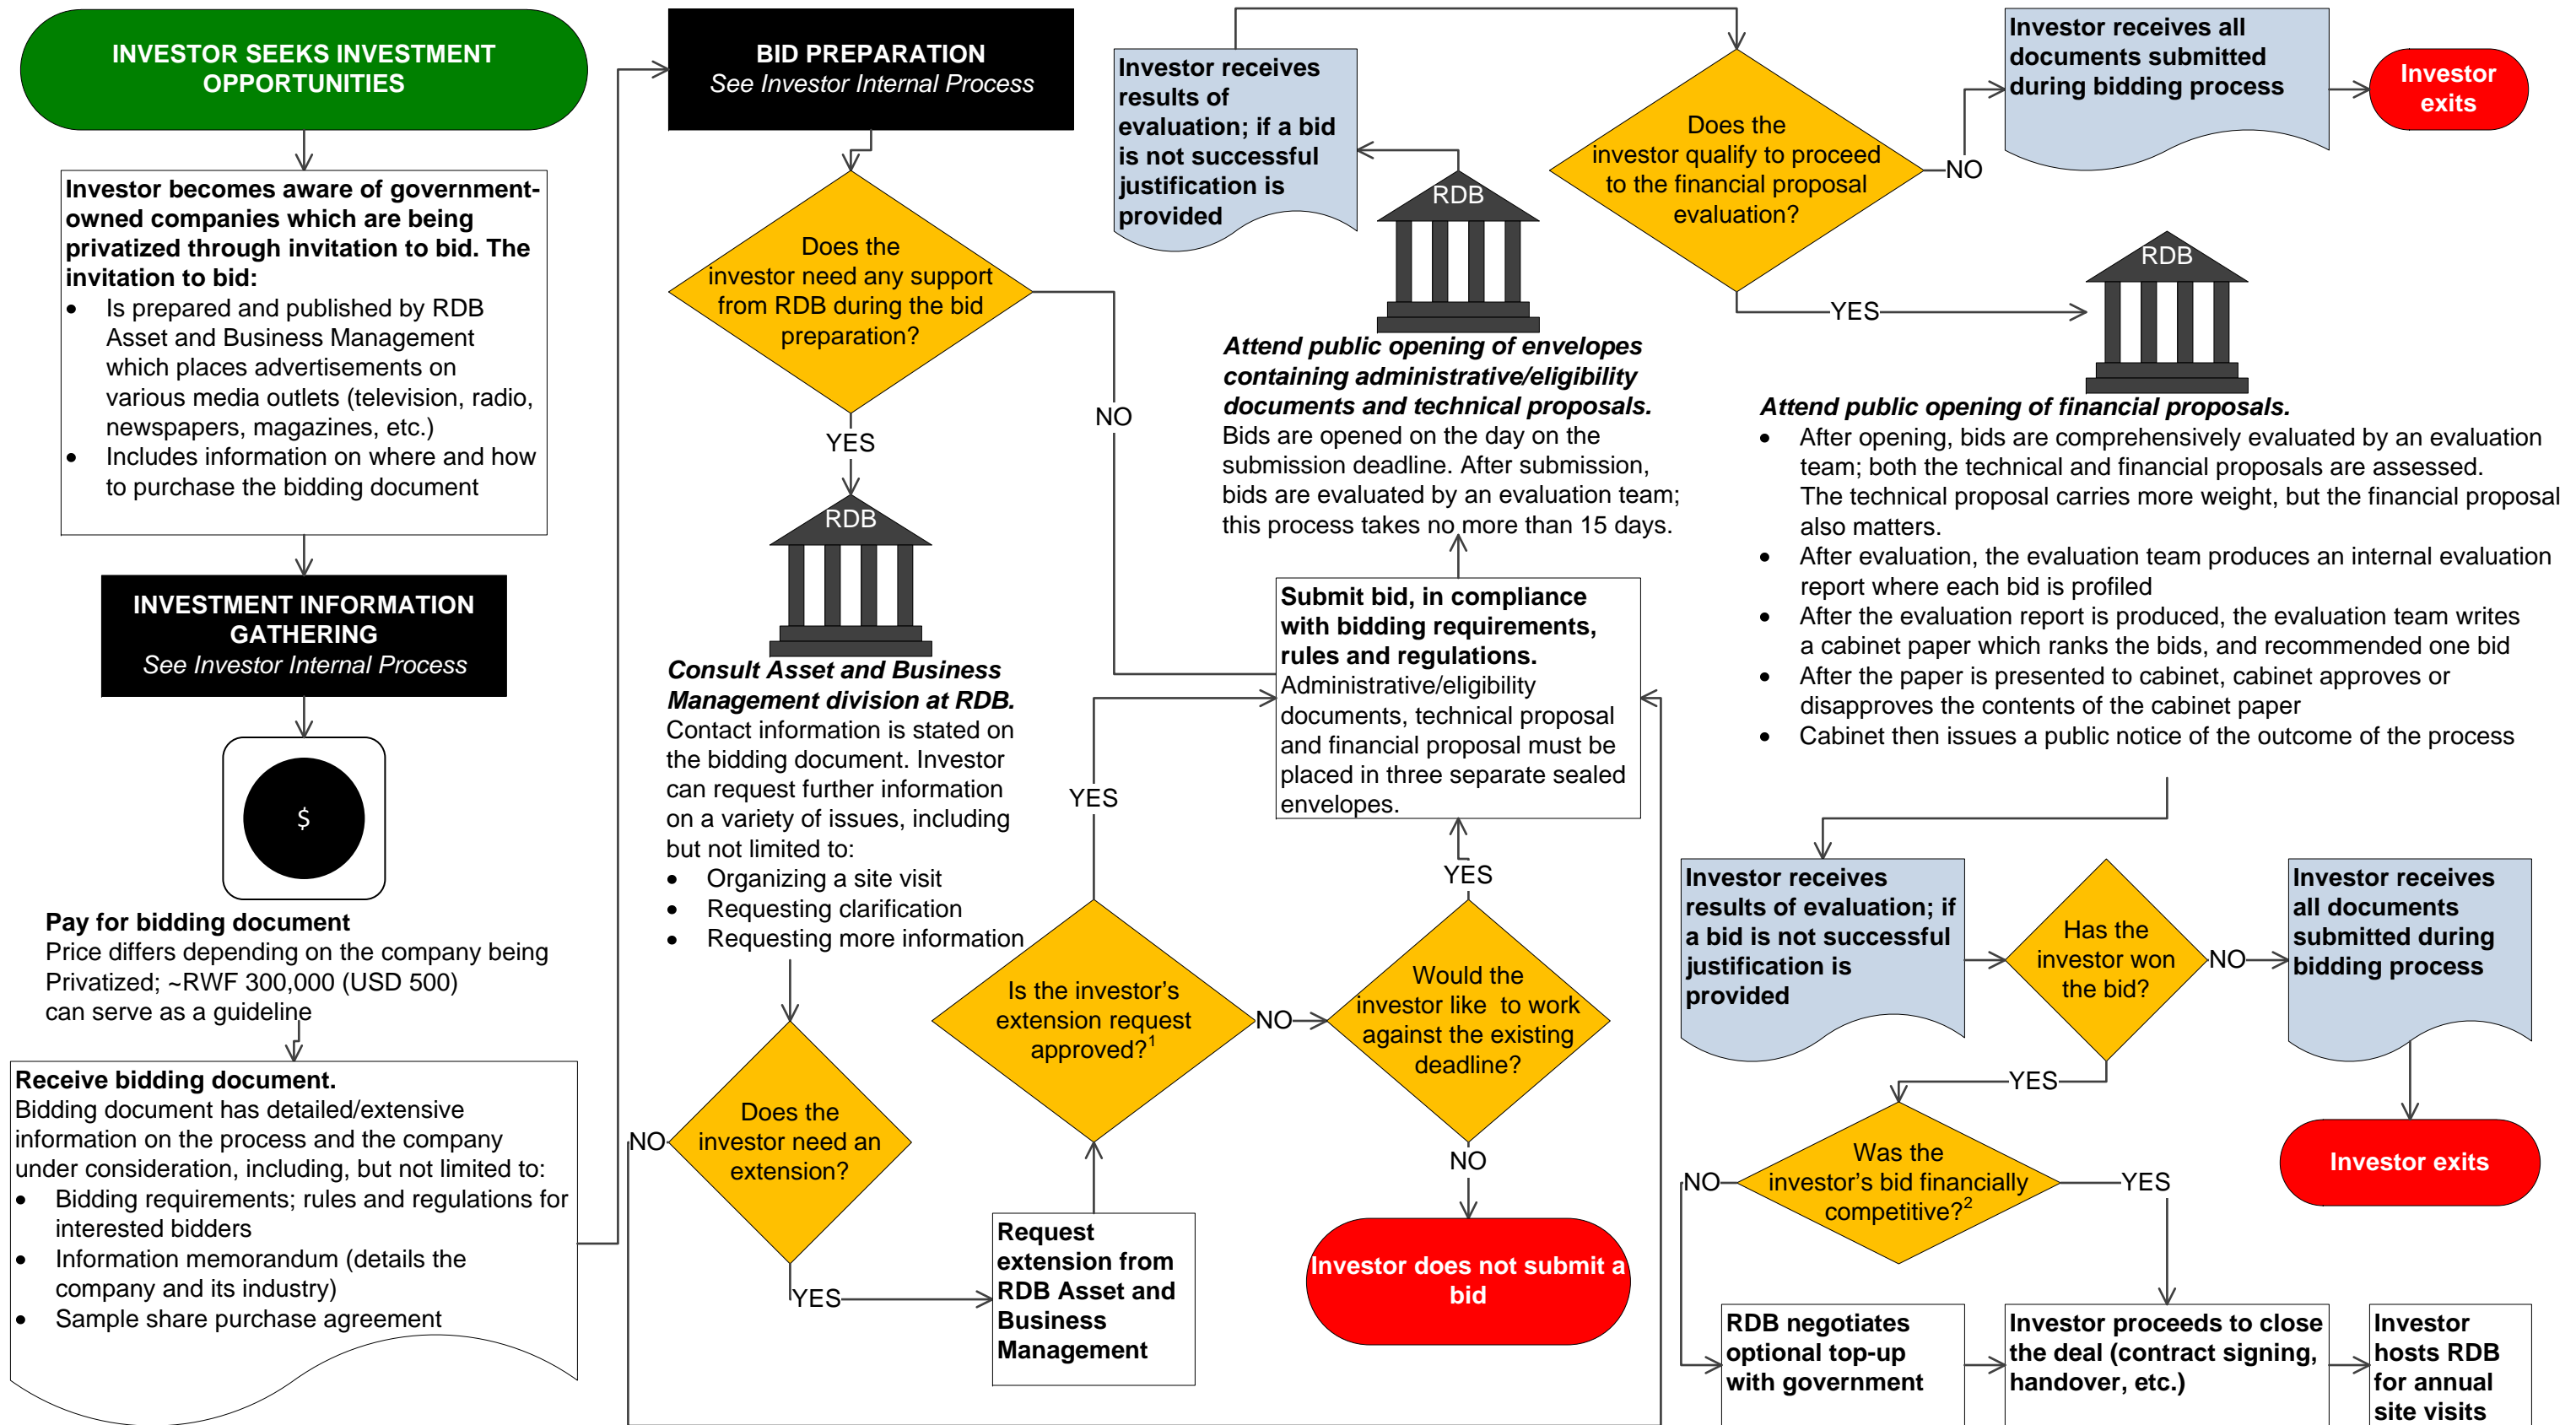 INVESTOR SEEKS INVESTMENT
OPPORTUNITIES
Investor becomes aware of government-
owned companies which are being
privatized through invitation to bid. The
invitation to bid:
• Is prepared and published by RDB
Asset and Business Management
which places advertisements on
various media outlets (television, radio,
newspapers, magazines, etc.)
• Includes information on where and how
to purchase the bidding document
INVESTMENT INFORMATION
GATHERING
See Investor Internal Process
$
Pay for bidding document
Price differs depending on the company being
Privatized; ~RWF 300,000 (USD 500)
can serve as a guideline
Receive bidding document.
Bidding document has detailed/extensive
information on the process and the company
under consideration, including, but not limited to:
• Bidding requirements; rules and regulations for
interested bidders
• Information memorandum (details the
company and its industry)
• Sample share purchase agreement
BID PREPARATION
See Investor Internal Process
Does the
investor need any support
from RDB during the bid
preparation?
NO
YES
RDB
Consult Asset and Business
Management division at RDB.
Contact information is stated on
the bidding document. Investor
can request further information
on a variety of issues, including
but not limited to:
• Organizing a site visit
• Requesting clarification
• Requesting more information
Does the
investor need an
extension?
NO
YES
Request
extension from
RDB Asset and
Business
Management
Is the investor's
extension request
approved?1
YES
NO
Would the
investor like  to work
against the existing
deadline?
YES
NO
Investor does not submit a
bid
Submit bid, in compliance
with bidding requirements,
rules and regulations.
Administrative/eligibility
documents, technical proposal
and financial proposal must be
placed in three separate sealed
envelopes.
RDB
Attend public opening of envelopes
containing administrative/eligibility
documents and technical proposals.
Bids are opened on the day on the
submission deadline. After submission,
bids are evaluated by an evaluation team;
this process takes no more than 15 days.
Investor receives
results of
evaluation; if a bid
is not successful
justification is
provided
Does the
investor qualify to proceed
to the financial proposal
evaluation?
NO
Investor receives all
documents submitted
during bidding process
Investor
exits
YES
RDB
Attend public opening of financial proposals.
• After opening, bids are comprehensively evaluated by an evaluation
team; both the technical and financial proposals are assessed.
The technical proposal carries more weight, but the financial proposal
also matters.
• After evaluation, the evaluation team produces an internal evaluation
report where each bid is profiled
• After the evaluation report is produced, the evaluation team writes
a cabinet paper which ranks the bids, and recommended one bid
• After the paper is presented to cabinet, cabinet approves or
disapproves the contents of the cabinet paper
• Cabinet then issues a public notice of the outcome of the process
Investor receives
results of evaluation; if
a bid is not successful
justification is
provided
Has the
investor won
the bid?
NO
Investor receives
all documents
submitted during
bidding process
Investor exits
YES
Was the
investor's bid financially
competitive?2
NO
YES
RDB negotiates
optional top-up
with government
Investor proceeds to close
the deal (contract signing,
handover, etc.)
Investor
hosts RDB
for annual
site visits